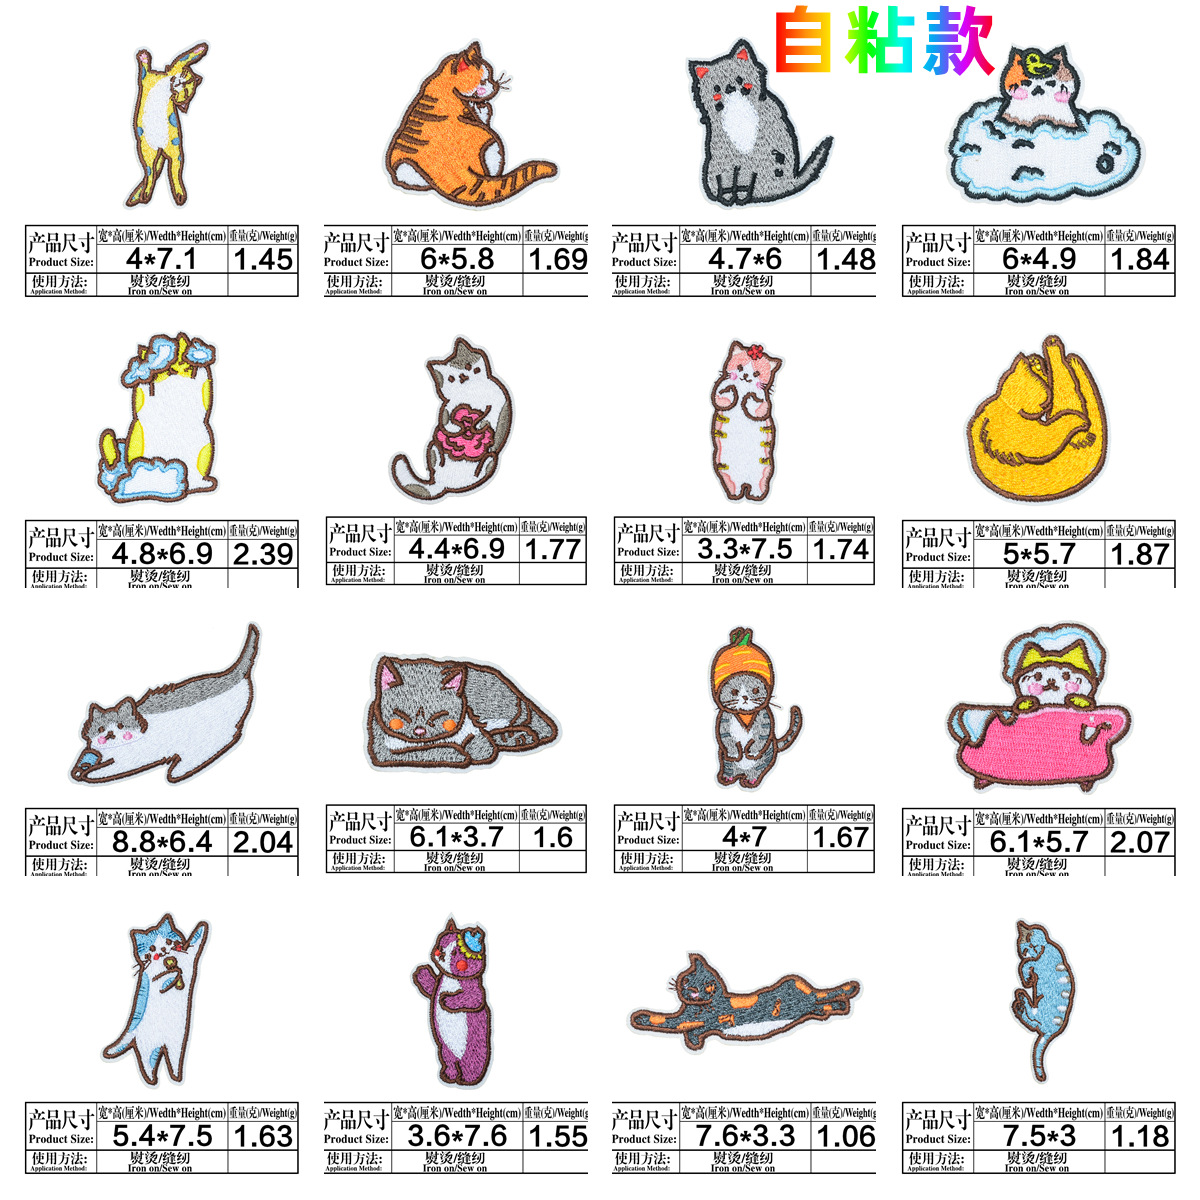 自粘款
产品尺寸 宽*高(厘米)/Wedth*Height(cm) 重量(克)/Weight(g)
Product Size: 4*7.1 1.45
使用方法: 熨烫/缝纫
Application Method: Iron on/Sew on
产品尺寸 宽*高(厘米)/Wedth*Height(cm) 重量(克)/Weight(g
Product Size: 6*5.8 1.69
使用方法: 熨烫/缝纫
Application Method: Iron on/Sew on
产品尺寸 宽*高(厘米)/Wedth*Height(cm) 重量(克)/Weight(g
Product Size: 4.7*6 1.48
使用方法: 熨烫/缝纫
Application Method: Iron on/Sew on
产品尺寸 宽*高(厘米)/Wedth*Height(cm) 重量(克)/Weight(g)
Product Size: 6*4.9 1.84
使用方法: 熨烫/缝纫
Application Method: Iron on/Sew on
产品尺寸 宽*高(厘米)/Wedth*Height(cm) 重量(克)/Weight(g)
Product Size: 4.8*6.9 2.39
使用方法: 熨烫/缝纫
Application Method: Iron on/Sew on
产品尺寸 宽*高(厘米)/Wedth*Height(cm) 重量(克)/Weight(g)
Product Size: 4.4*6.9 1.77
使用方法: 熨烫/缝纫
Application Method: Iron on/Sew on
产品尺寸 宽*高(厘米)/Wedth*Height(cm) 重量(克)/Weight(g)
Product Size: 3.3*7.5 1.74
使用方法: 熨烫/缝纫
Application Method: Iron on/Sew on
产品尺寸 宽*高(厘米)/Wedth*Height(cm) 重量(克)/Weight(g)
Product Size: 5*5.7 1.87
使用方法: 熨烫/缝纫
Application Method: Iron on/Sew on
产品尺寸 宽*高(厘米)/Wedth*Height(cm) 重量(克)/Weight(g)
Product Size: 8.8*6.4 2.04
使用方法: 熨烫/缝纫
Application Method: Iron on/Sew on
产品尺寸 宽*高(厘米)/Wedth*Height(cm) 重量(克)/Weight(g)
Product Size: 6.1*3.7 1.6
使用方法: 熨烫/缝纫
Application Method: Iron on/Sew on
产品尺寸 宽*高(厘米)/Wedth*Height(cm) 重量(克)/Weight(g)
Product Size: 4*7 1.67
使用方法: 熨烫/缝纫
Application Method: Iron on/Sew on
产品尺寸 宽*高(厘米)/Wedth*Height(cm) 重量(克)/Weight(g)
Product Size: 6.1*5.7 2.07
使用方法: 熨烫/缝纫
Application Method: Iron on/Sew on
产品尺寸 宽*高(厘米)/Wedth*Height(cm) 重量(克)/Weight(g)
Product Size: 5.4*7.5 1.63
使用方法: 熨烫/缝纫
Application Method: Iron on/Sew on
产品尺寸 宽*高(厘米)/Wedth*Height(cm) 重量(克)/Weight(g
Product Size: 3.6*7.6 1.55
使用方法: 熨烫/缝纫
Application Method: Iron on/Sew on
产品尺寸 宽*高(厘米)/Wedth*Height(cm) 重量(克)/Weight(g
Product Size: 7.6*3.3 1.06
使用方法: 熨烫/缝纫
Application Method: Iron on/Sew on
产品尺寸 宽*高(厘米)/Wedth*Height(cm) 重量(克)/Weight(g)
Product Size: 7.5*3 1.18
使用方法: 熨烫/缝纫
Application Method: Iron on/Sew on